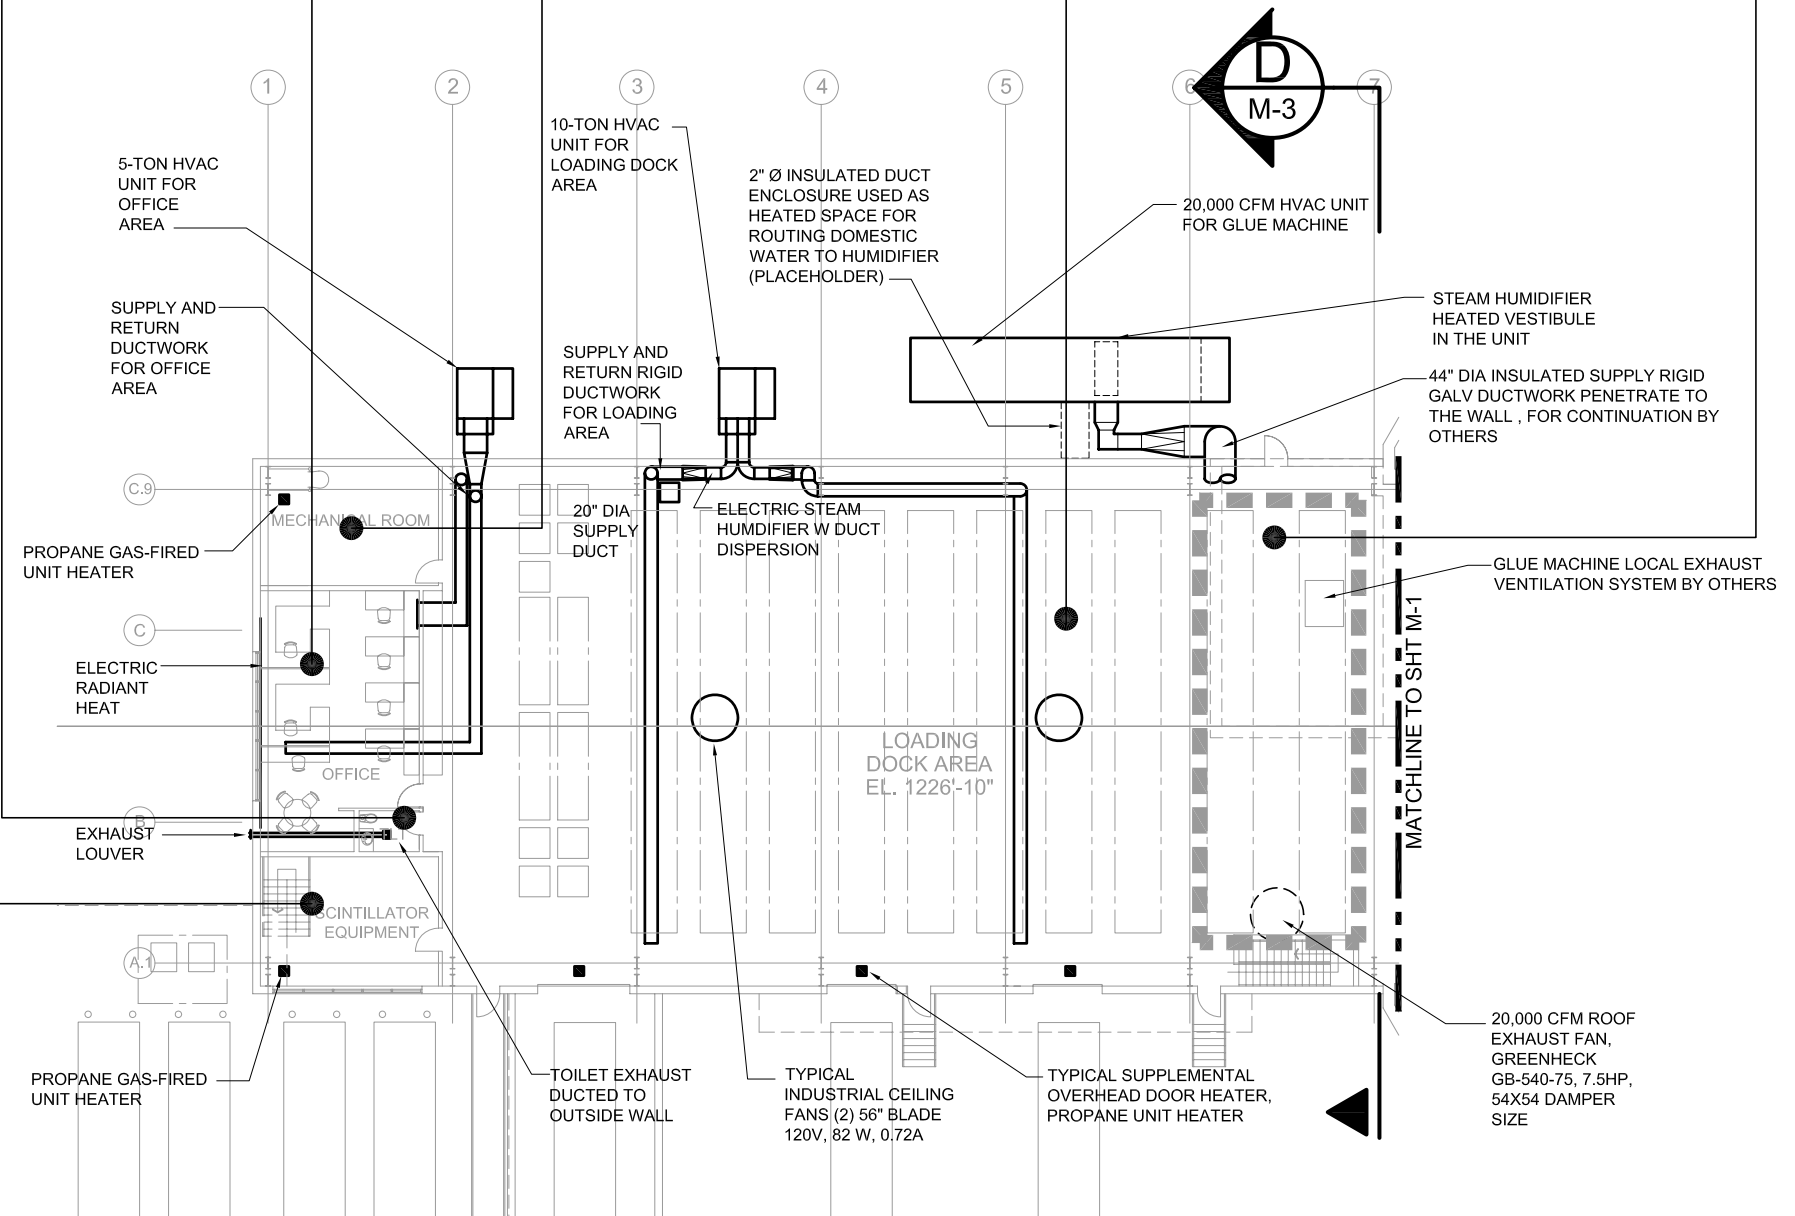 1
2
3
4
5
6
7
D
M-3
5-TON HVAC
UNIT FOR
OFFICE
AREA
10-TON HVAC
UNIT FOR
LOADING DOCK
AREA
2" Ø INSULATED DUCT
ENCLOSURE USED AS
HEATED SPACE FOR
ROUTING DOMESTIC
WATER TO HUMIDIFIER
(PLACEHOLDER)
20,000 CFM HVAC UNIT
FOR GLUE MACHINE
SUPPLY AND
RETURN
DUCTWORK
FOR OFFICE
AREA
SUPPLY AND
RETURN RIGID
DUCTWORK
FOR LOADING
AREA
STEAM HUMIDIFIER
HEATED VESTIBULE
IN THE UNIT
44" DIA INSULATED SUPPLY RIGID
GALV DUCTWORK PENETRATE TO
THE WALL , FOR CONTINUATION BY
OTHERS
C.9
MECHANICAL ROOM
20" DIA
SUPPLY
DUCT
ELECTRIC STEAM
HUMDIFIER W DUCT
DISPERSION
PROPANE GAS-FIRED
UNIT HEATER
GLUE MACHINE LOCAL EXHAUST
VENTILATION SYSTEM BY OTHERS
C
ELECTRIC
RADIANT
HEAT
MATCHLINE TO SHT M-1
LOADING
DOCK AREA
EL. 1226'-10"
OFFICE
B
EXHAUST
LOUVER
SCINTILLATOR
EQUIPMENT
A.1
PROPANE GAS-FIRED
UNIT HEATER
TOILET EXHAUST
DUCTED TO
OUTSIDE WALL
TYPICAL
INDUSTRIAL CEILING
FANS (2) 56" BLADE
120V, 82 W, 0.72A
TYPICAL SUPPLEMENTAL
OVERHEAD DOOR HEATER,
PROPANE UNIT HEATER
20,000 CFM ROOF
EXHAUST FAN,
GREENHECK
GB-540-75, 7.5HP,
54X54 DAMPER
SIZE